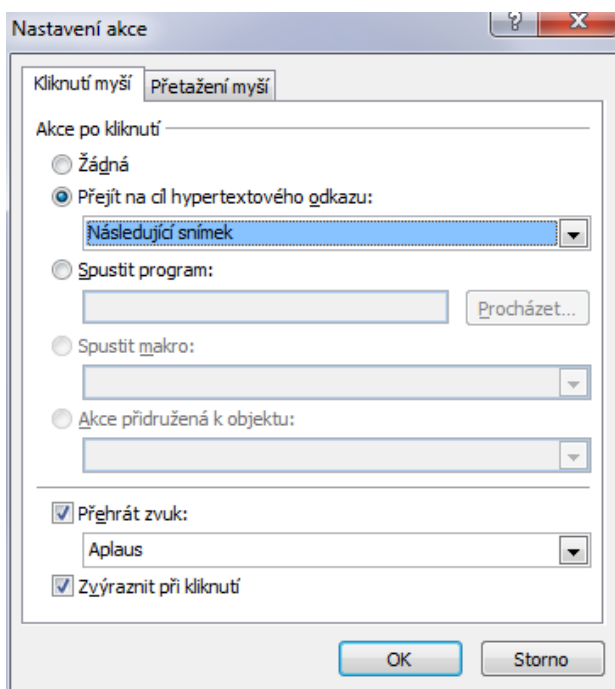 Nastavení akce
Kliknutí myší Přetažení myší
Akce po kliknutí
Žádná
Přejít na cíl hypertextového odkazu:
Následující snímek
Spustit program:
Procházet...
Spustit makro:
Akce přidružená k objektu:
Přehrát zvuk:
Aplaus
Zvýraznit při kliknutí
OK Storno